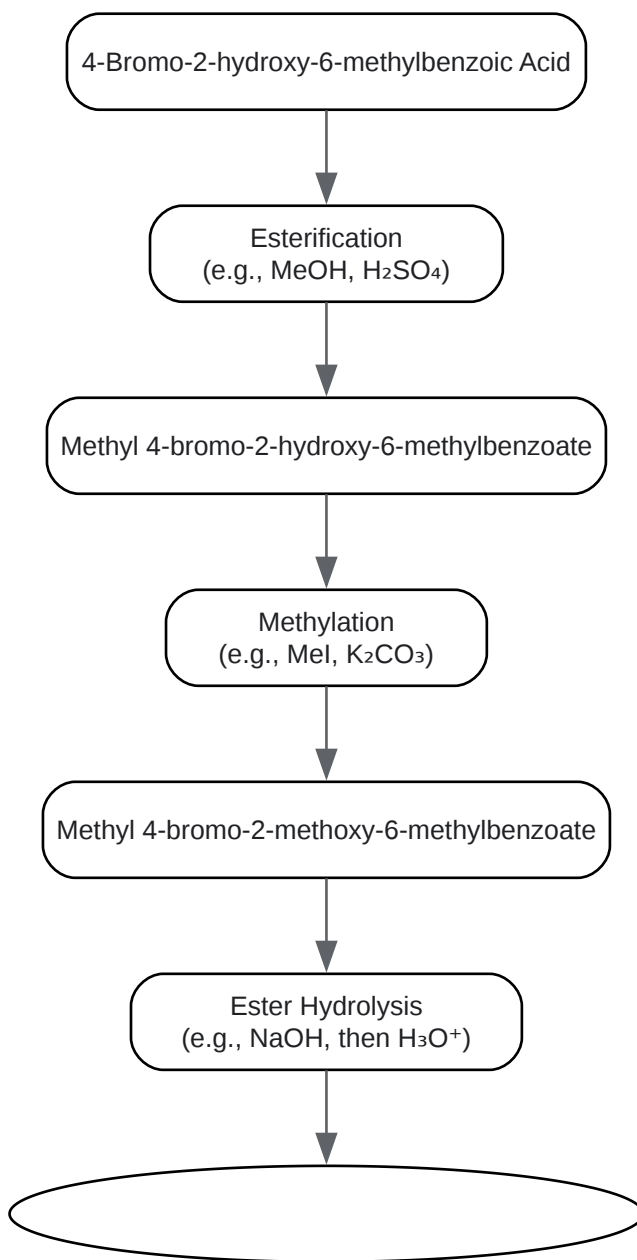 4-Bromo-2-hydroxy-6-methylbenzoic Acid
Esterification
(e.g., MeOH, H₂SO₄)
Methyl 4-bromo-2-hydroxy-6-methylbenzoate
Methylation
(e.g., MeI, K₂CO₃)
Methyl 4-bromo-2-methoxy-6-methylbenzoate
Ester Hydrolysis
(e.g., NaOH, then H₃O⁺)